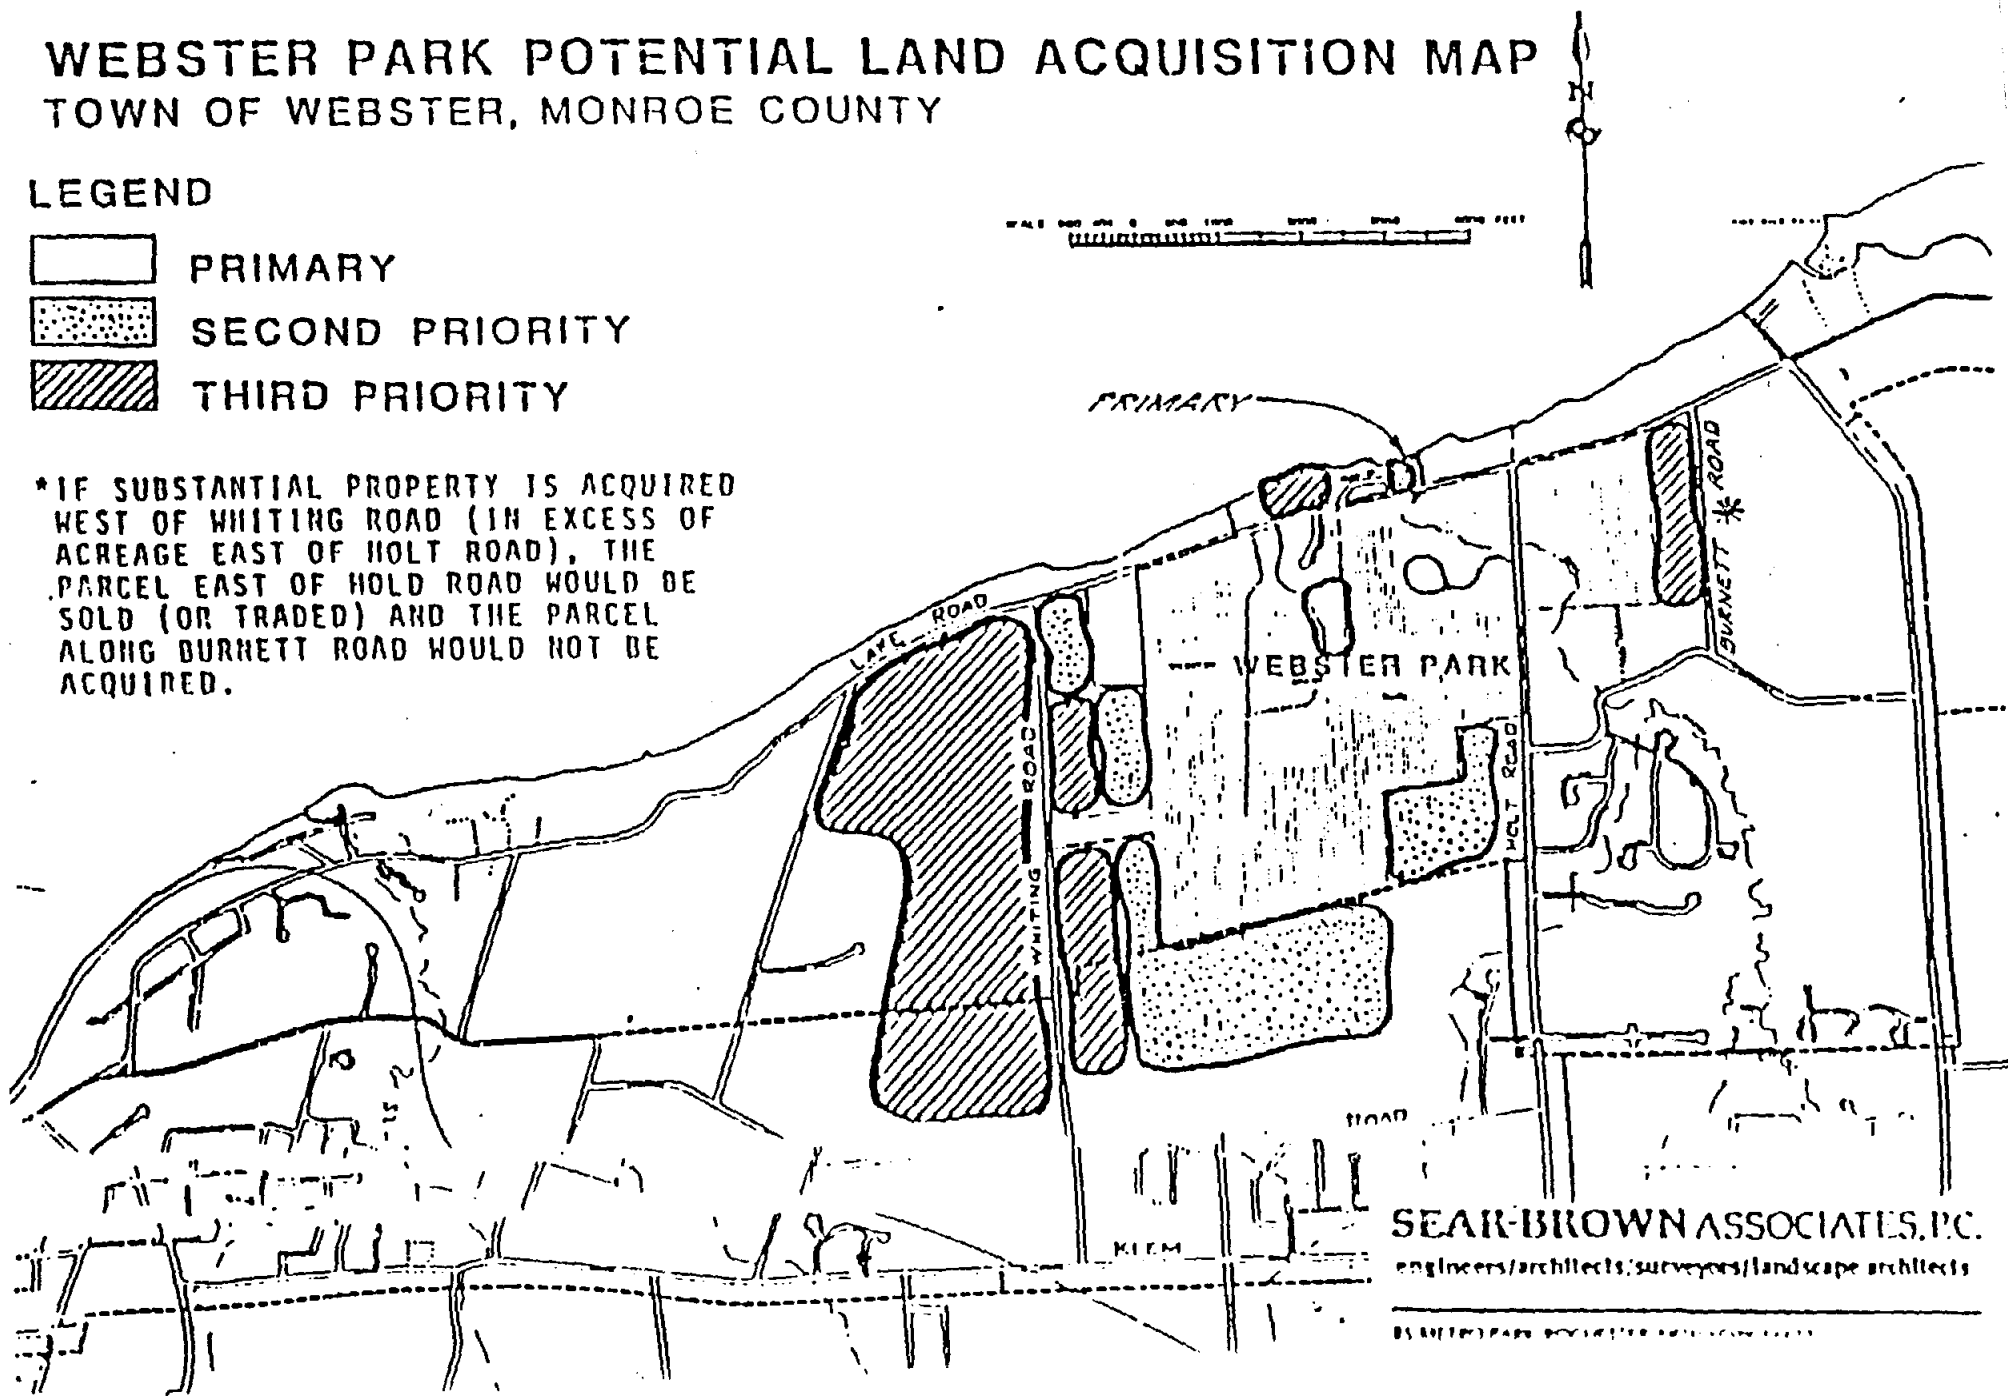 WEBSTER PARK POTENTIAL LAND ACQUISITION MAP
TOWN OF WEBSTER, MONROE COUNTY
N
LEGEND
PRIMARY
SECOND PRIORITY
THIRD PRIORITY
SCALE
FEET
PRIMARY
*IF SUBSTANTIAL PROPERTY IS ACQUIRED
WEST OF WHITING ROAD (IN EXCESS OF
ACREAGE EAST OF HOLT ROAD), THE
PARCEL EAST OF HOLD ROAD WOULD BE
SOLD (OR TRADED) AND THE PARCEL
ALONG BURNETT ROAD WOULD NOT BE
ACQUIRED.
LAKE ROAD
BURNETT ROAD *
WEBSTER PARK
WHITING ROAD
HOLT ROAD
ROAD
KLEM
SEAR-BROWN ASSOCIATES, P.C.
engineers/architects/surveyors/landscape architects